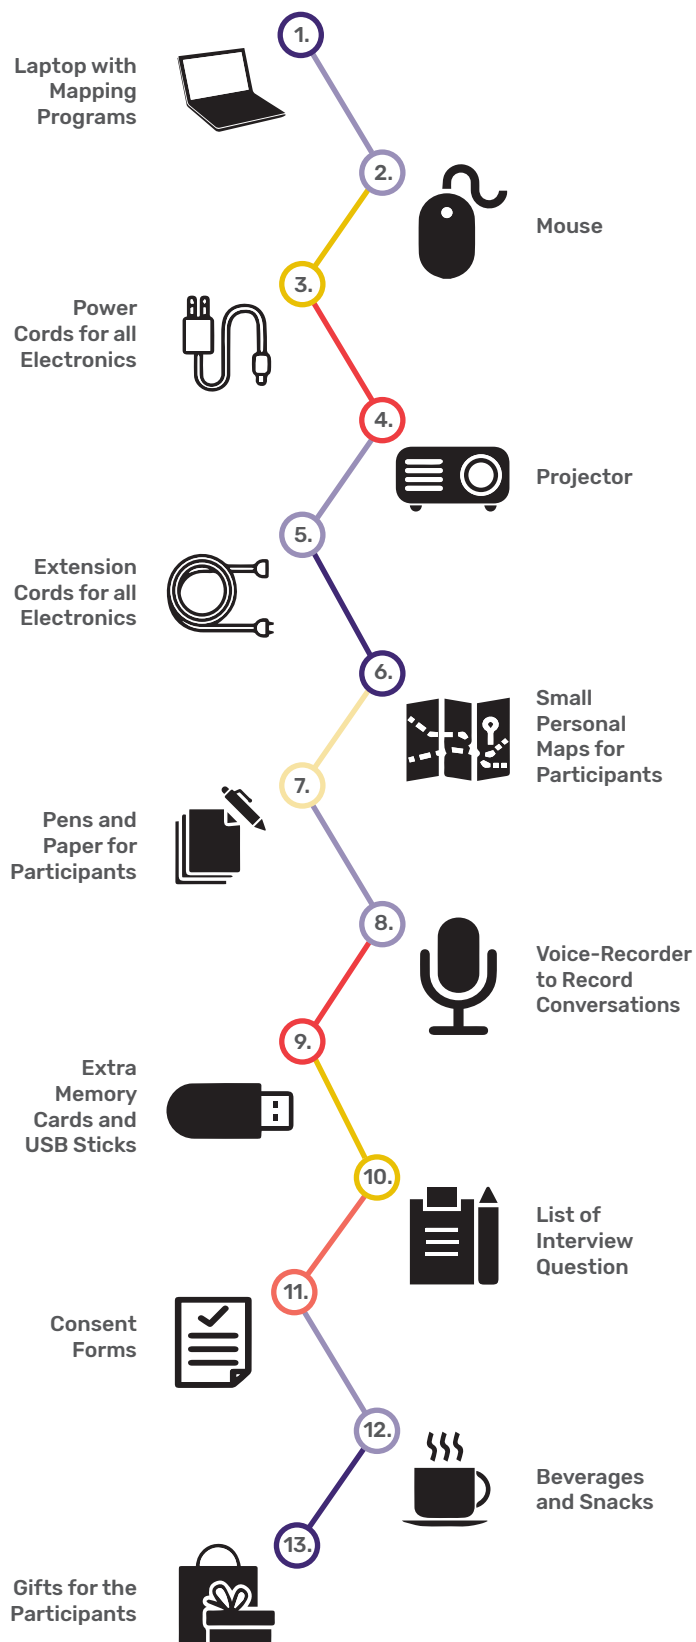 1.
Laptop with
Mapping
Programs
2.
Mouse
3.
Power
Cords for all
Electronics
4.
Projector
5.
Extension
Cords for all
Electronics
6.
Small
Personal
Maps for
Participants
7.
Pens and
Paper for
Participants
8.
Voice-Recorder
to Record
Conversations
9.
Extra
Memory
Cards and
USB Sticks
10.
List of
Interview
Question
11.
Consent
Forms
12.
Beverages
and Snacks
13.
Gifts for the
Participants